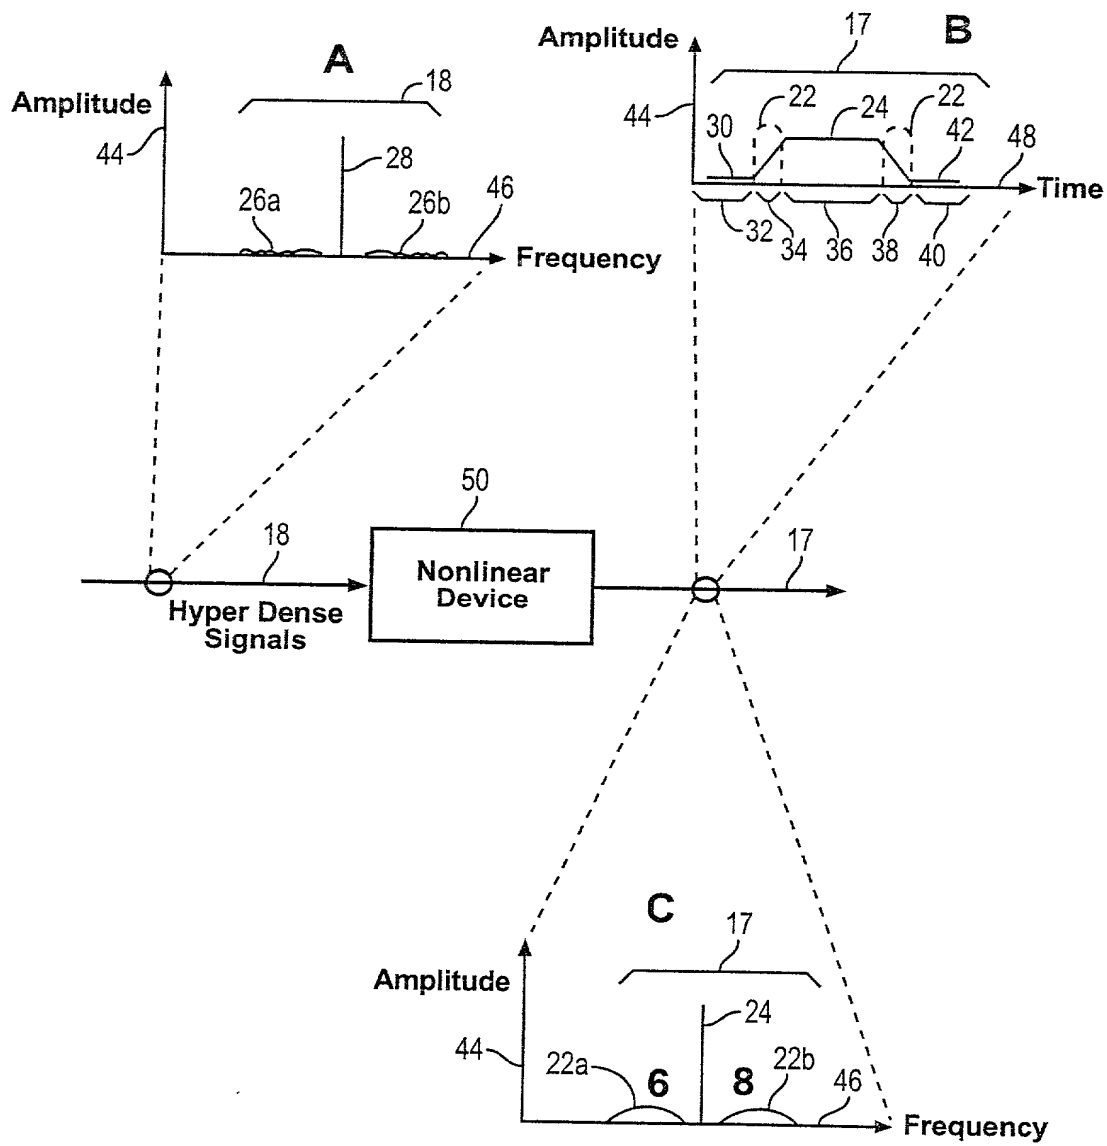 A
Amplitude
18
44
28
26a
26b
46
Frequency
17
B
Amplitude
22
24
22
44
30
42
48
Time
32
34
36
38
40
50
18
Nonlinear
Device
17
Hyper Dense
Signals
C
17
Amplitude
24
44
22a
6
8
22b
46
Frequency